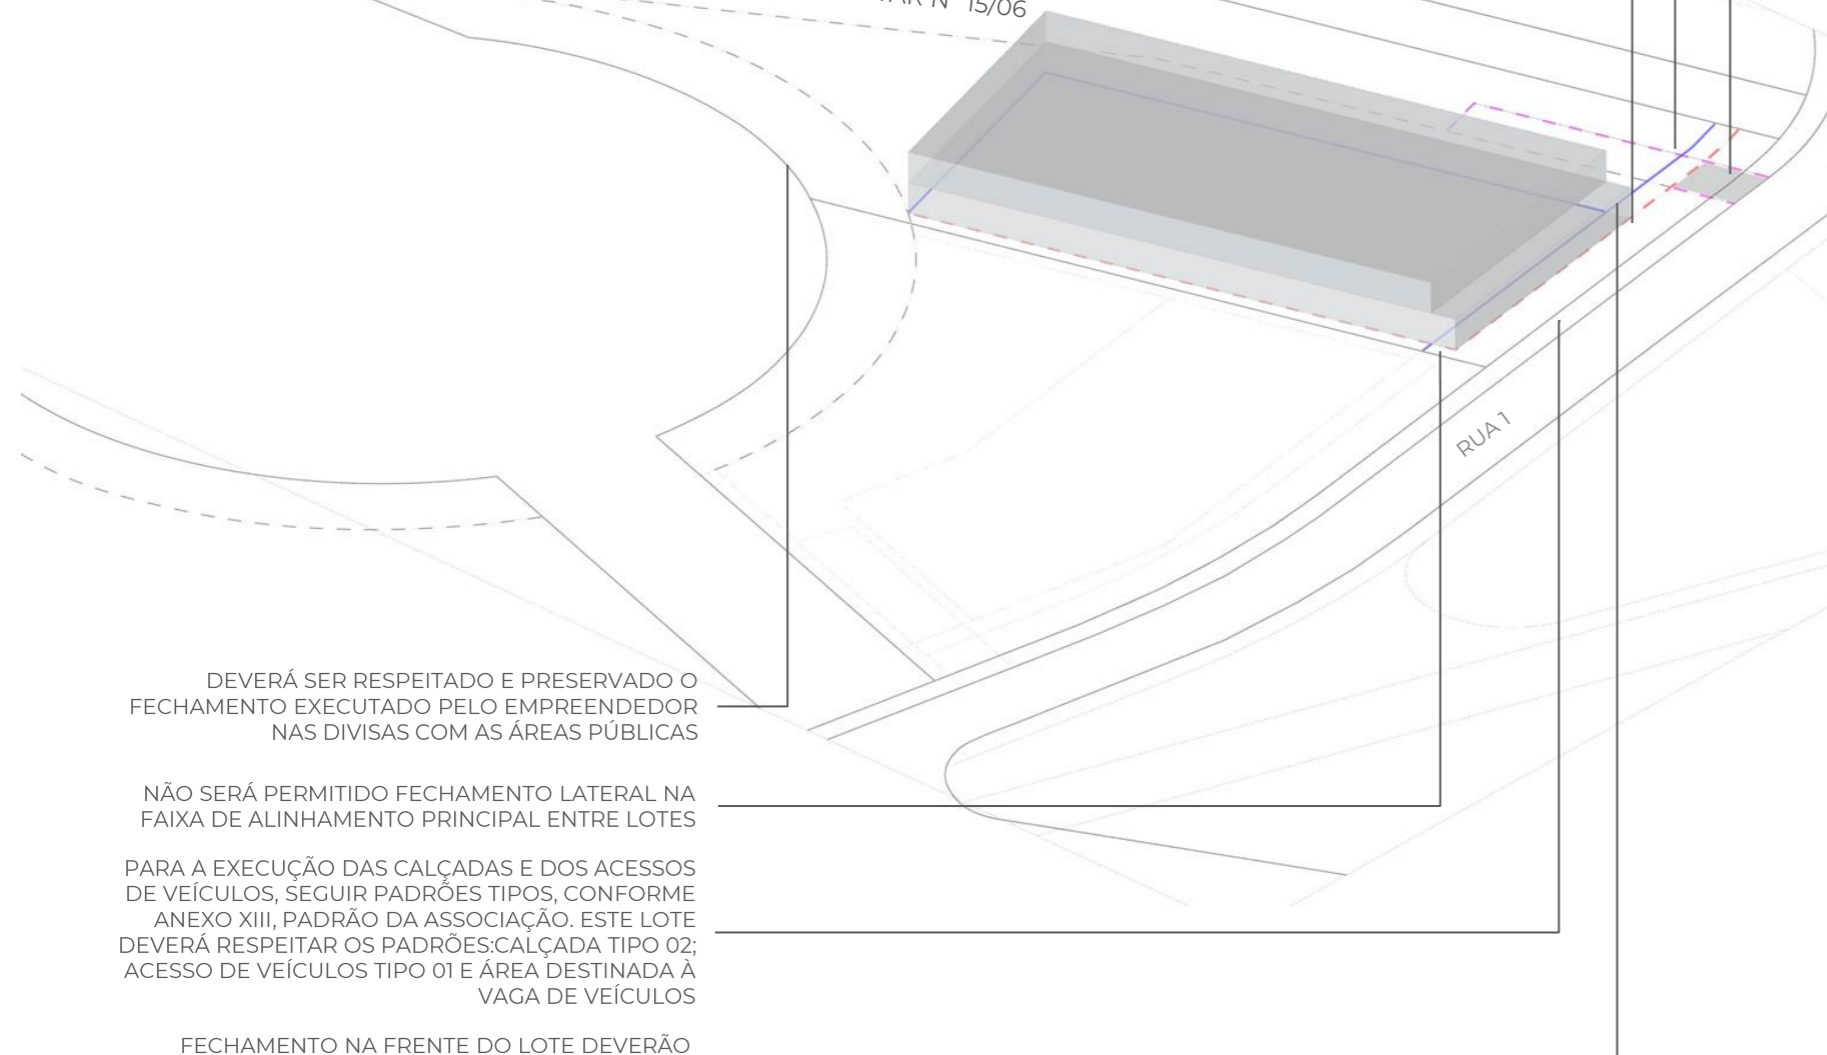 Nº 15/06
RUA 1
DEVERÁ SER RESPEITADO E PRESERVADO O
FECHAMENTO EXECUTADO PELO EMPREENDEDOR
NAS DIVISAS COM AS ÁREAS PÚBLICAS
NÃO SERÁ PERMITIDO FECHAMENTO LATERAL NA
FAIXA DE ALINHAMENTO PRINCIPAL ENTRE LOTES
PARA A EXECUÇÃO DAS CALÇADAS E DOS ACESSOS
DE VEÍCULOS, SEGUIR PADRÕES TIPOS, CONFORME
ANEXO XIII, PADRÃO DA ASSOCIAÇÃO. ESTE LOTE
DEVERÁ RESPEITAR OS PADRÕES:CALÇADA TIPO 02;
ACESSO DE VEÍCULOS TIPO 01 E ÁREA DESTINADA À
VAGA DE VEÍCULOS
FECHAMENTO NA FRENTE DO LOTE DEVERÃO